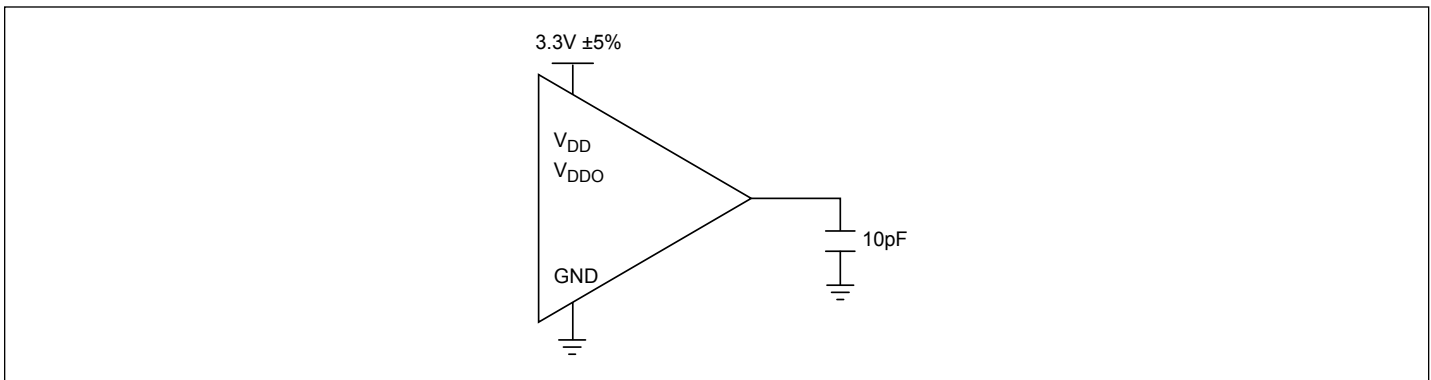 3.3V ±5%
VDD
VDDO
10pF
GND